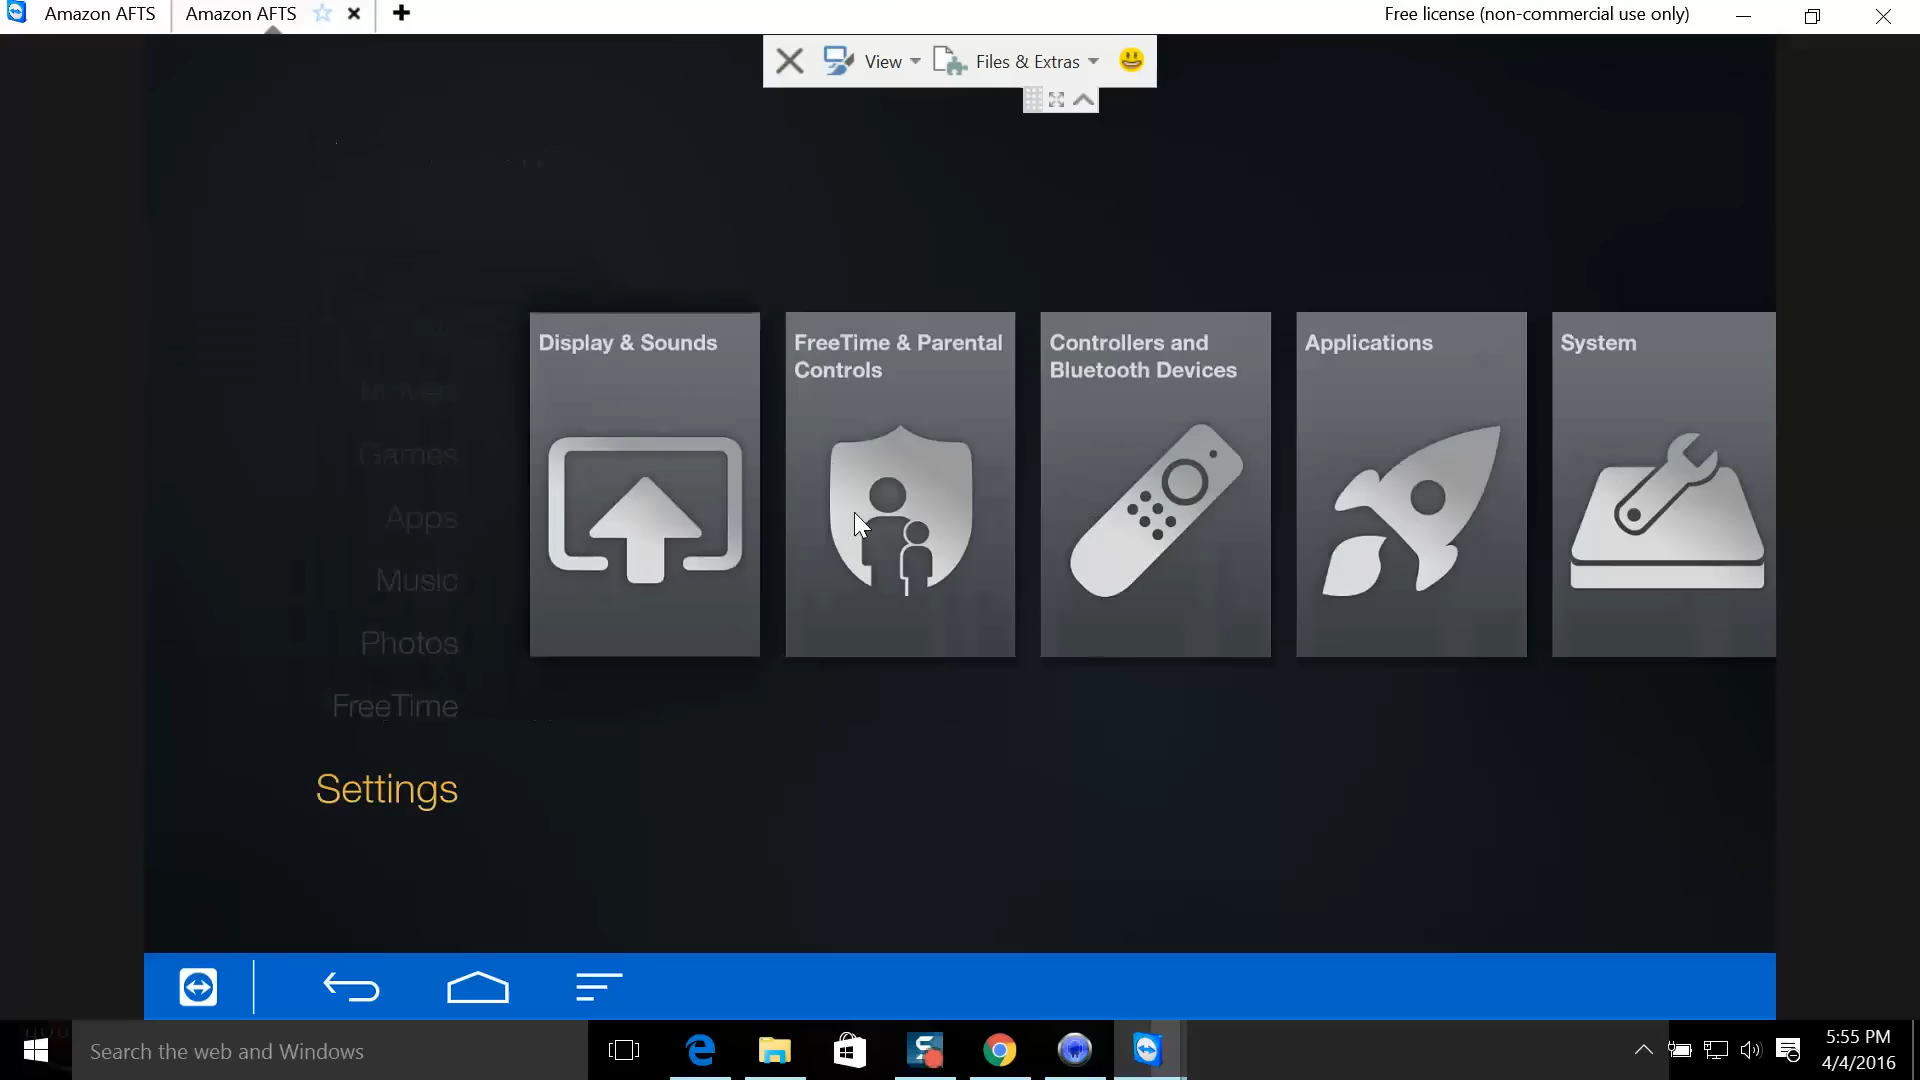 Amazon AFTS
Amazon AFTS
Free license (non-commercial use only)
View
Files & Extras
Display & Sounds
FreeTime & Parental
Controls
Controllers and
Bluetooth Devices
Applications
System
Movies
Games
Apps
Music
Photos
FreeTime
Settings
Search the web and Windows
5:55 PM
4/4/2016